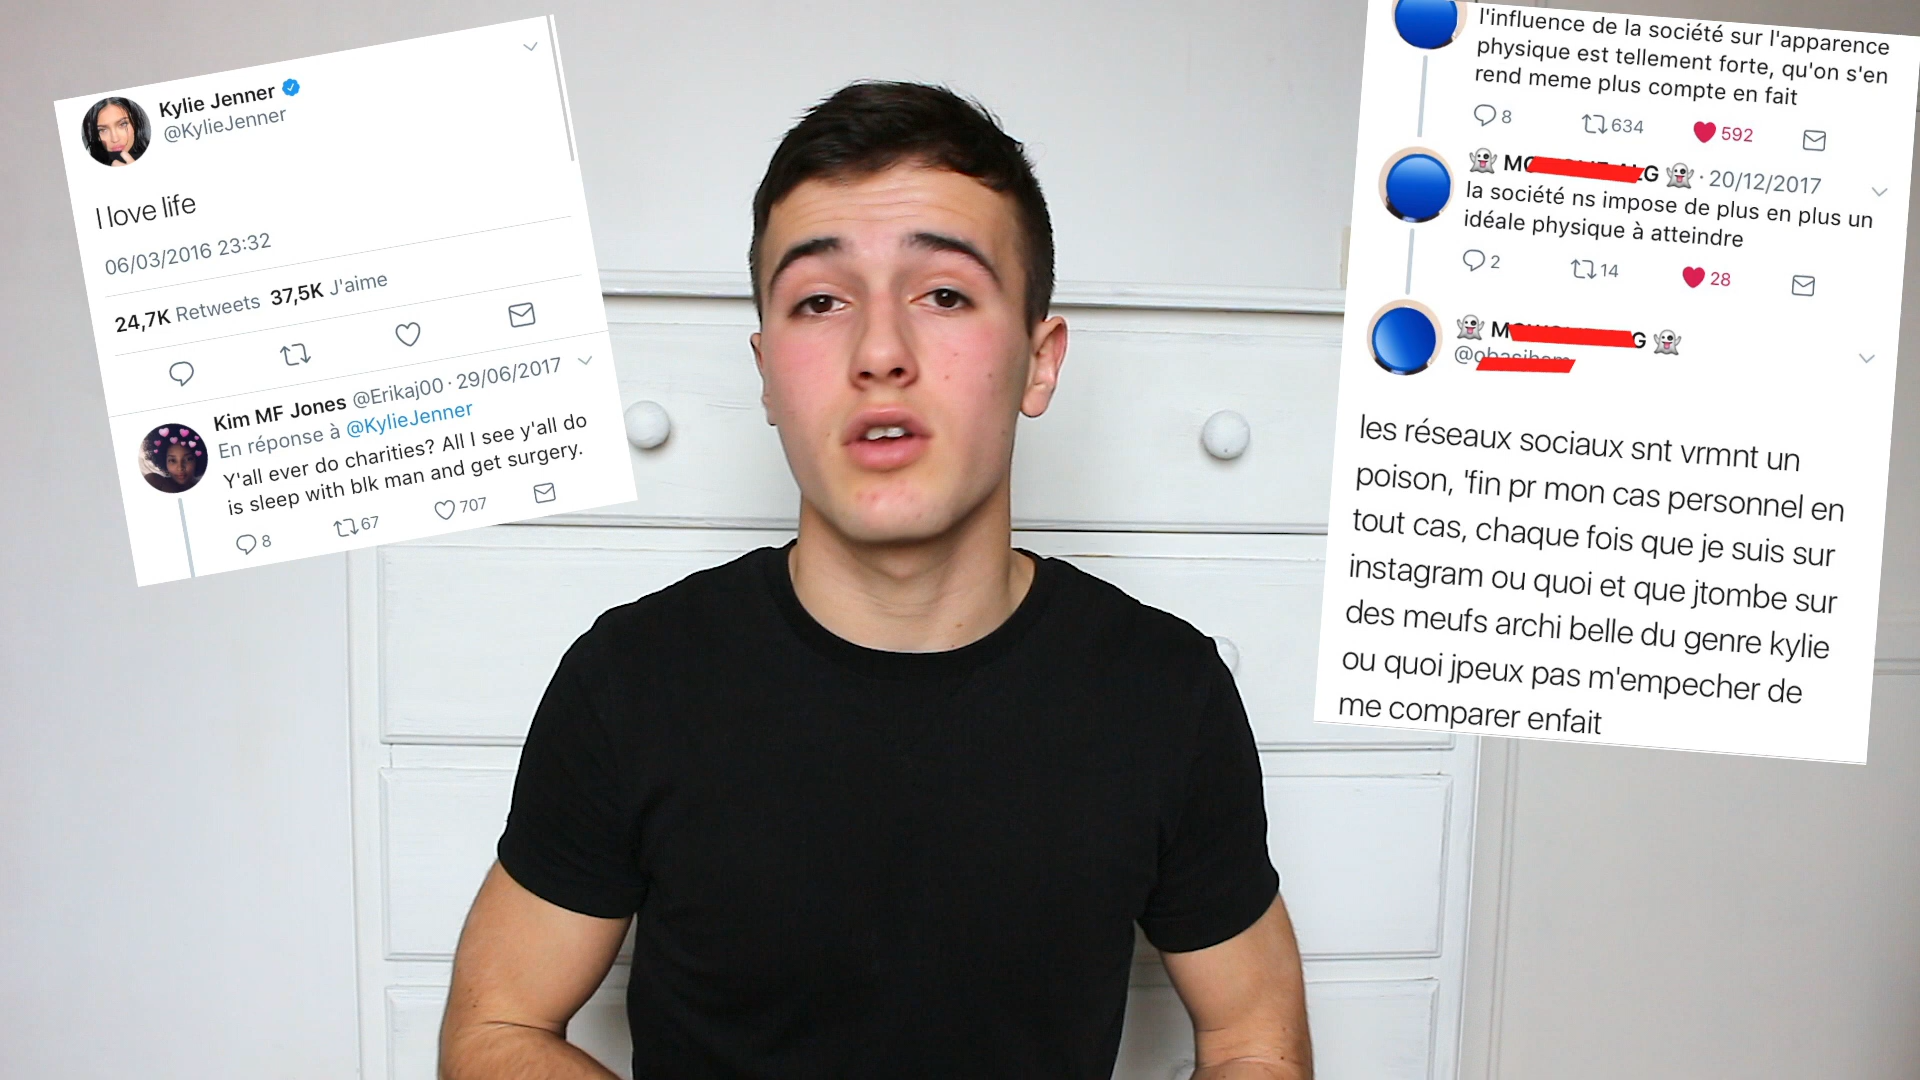 Kylie Jenner
@KylieJenner
I love life
06/03/2016 23:32
24,7K Retweets 37,5K J'aime
Kim MF Jones @Erikaj00 · 29/06/2017
En réponse à @KylieJenner
Y'all ever do charities? All I see y'all do
is sleep with blk man and get surgery.
8 67 707
l'influence de la société sur l'apparence
physique est tellement forte, qu'on s'en
rend meme plus compte en fait
8 634 592
👻 👻 · 20/12/2017
la société ns impose de plus en plus un
idéale physique à atteindre
2 14 28
👻 👻
les réseaux sociaux snt vrmnt un
poison, 'fin pr mon cas personnel en
tout cas, chaque fois que je suis sur
instagram ou quoi et que jtombe sur
des meufs archi belle du genre kylie
ou quoi jpeux pas m'empecher de
me comparer enfait